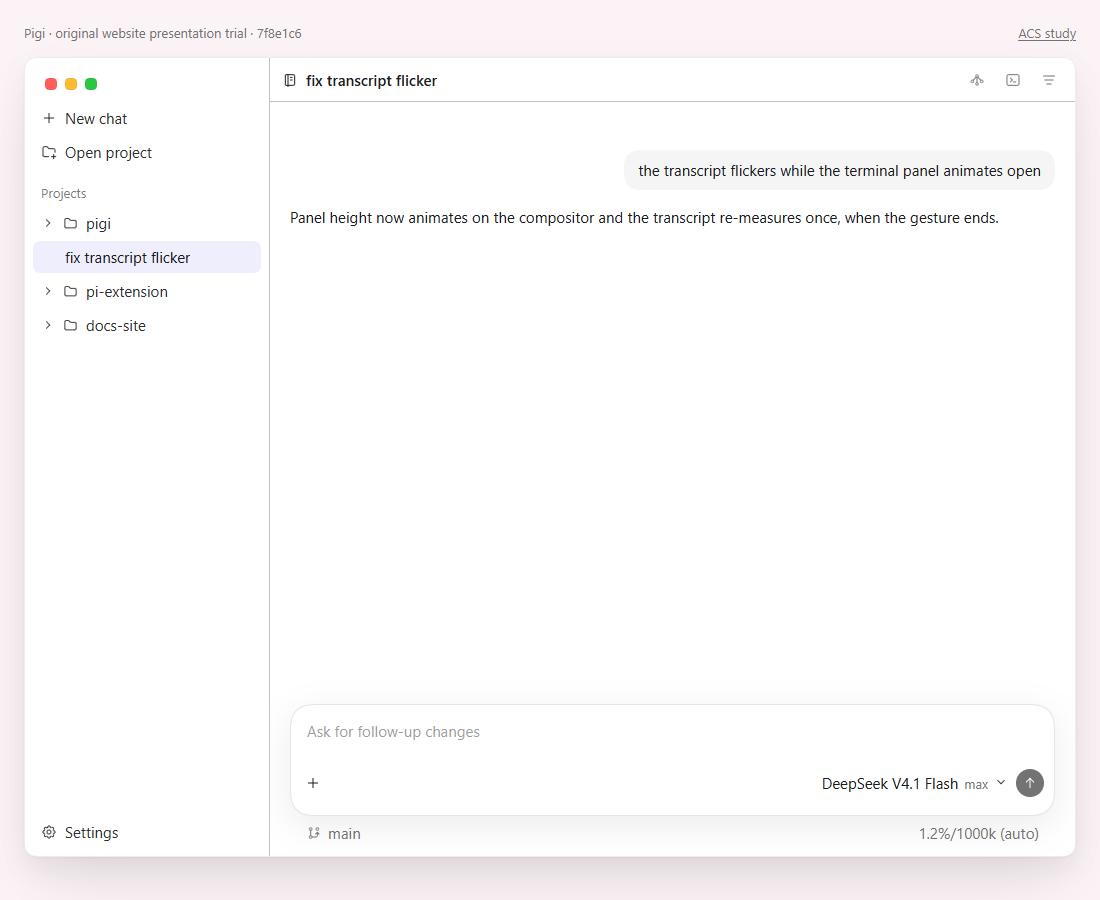 Pigi · original website presentation trial · 7f8e1c6
ACS study
New chat
Open project
Projects
pigi
fix transcript flicker
pi-extension
docs-site
Settings
fix transcript flicker
the transcript flickers while the terminal panel animates open
Panel height now animates on the compositor and the transcript re-measures once, when the gesture ends.
Ask for follow-up changes
DeepSeek V4.1 Flash max
main
1.2%/1000k (auto)